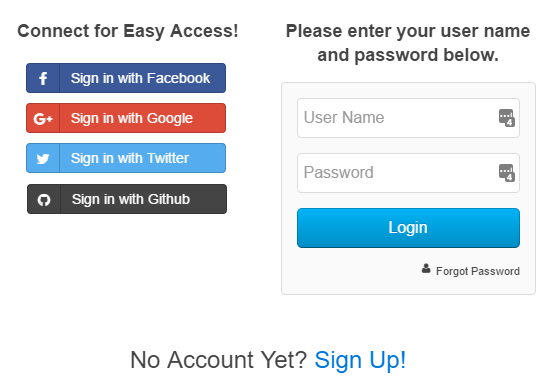 Connect for Easy Access!
Sign in with Facebook
Sign in with Google
Sign in with Twitter
Sign in with Github
Please enter your user name
and password below.
User Name
4
Password
4
Login
Forgot Password
No Account Yet? Sign Up!